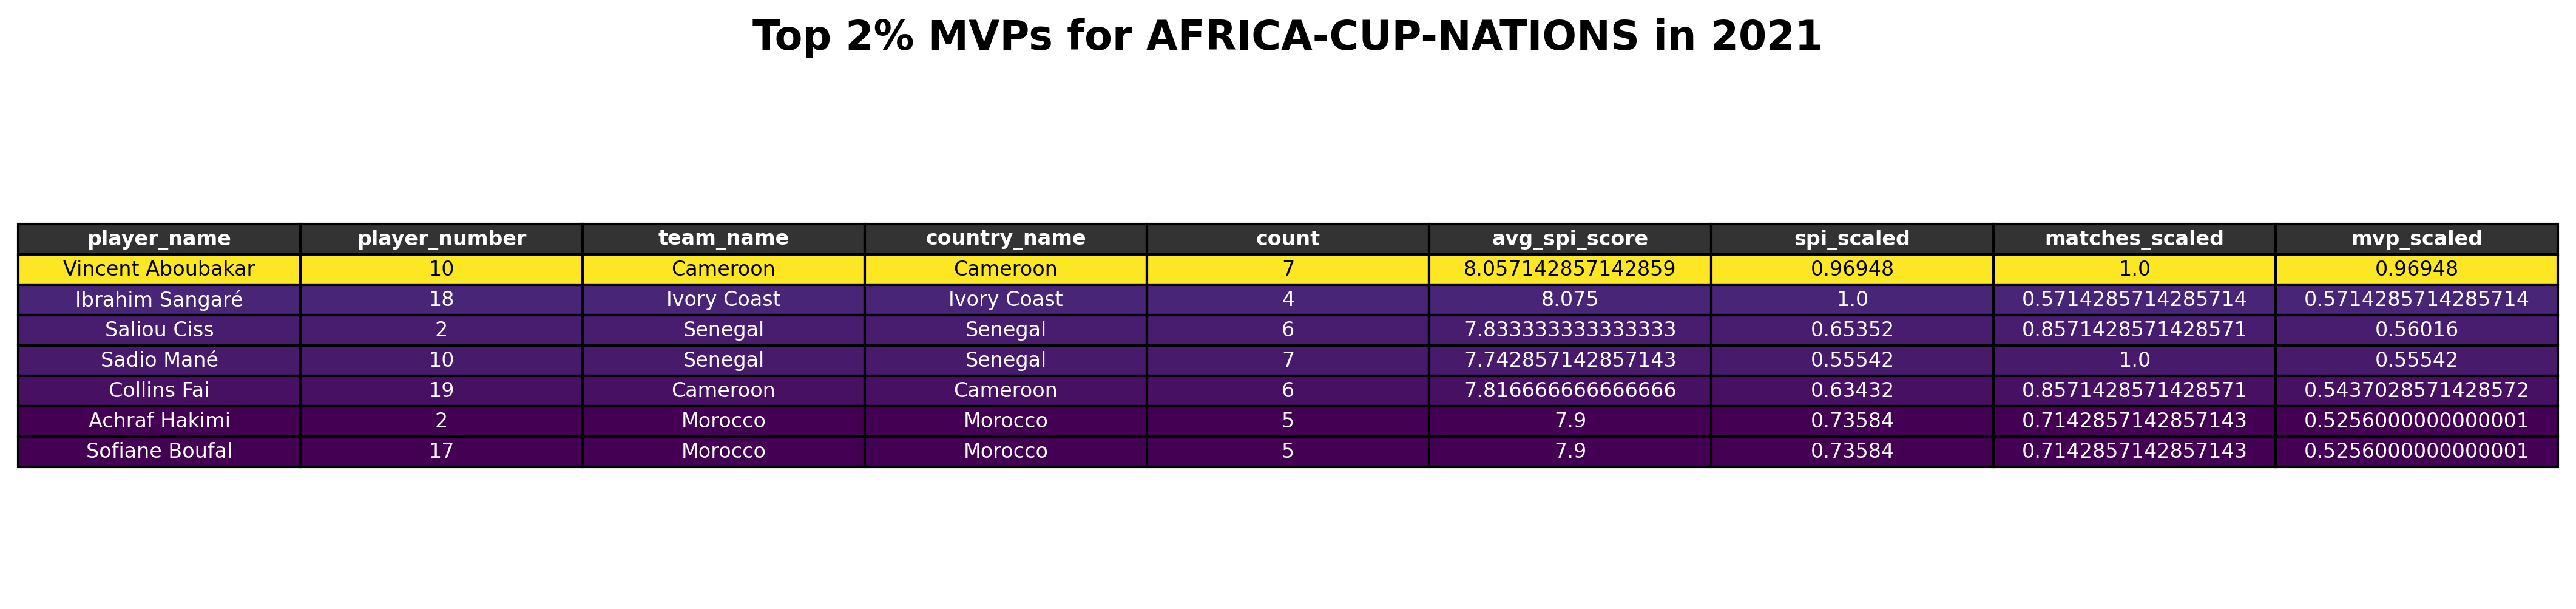 Top 2% MVPs for AFRICA-CUP-NATIONS in 2021
player_name player_number team_name country_name count avg_spi_score spi_scaled matches_scaled mvp_scaled
Vincent Aboubakar 10 Cameroon Cameroon 7 8.057142857142859 0.96948 1.0 0.96948
Ibrahim Sangaré 18 Ivory Coast Ivory Coast 4 8.075 1.0 0.5714285714285714 0.5714285714285714
Saliou Ciss 2 Senegal Senegal 6 7.833333333333333 0.65352 0.8571428571428571 0.56016
Sadio Mané 10 Senegal Senegal 7 7.742857142857143 0.55542 1.0 0.55542
Collins Fai 19 Cameroon Cameroon 6 7.816666666666666 0.63432 0.8571428571428571 0.5437028571428572
Achraf Hakimi 2 Morocco Morocco 5 7.9 0.73584 0.7142857142857143 0.5256000000000001
Sofiane Boufal 17 Morocco Morocco 5 7.9 0.73584 0.7142857142857143 0.5256000000000001